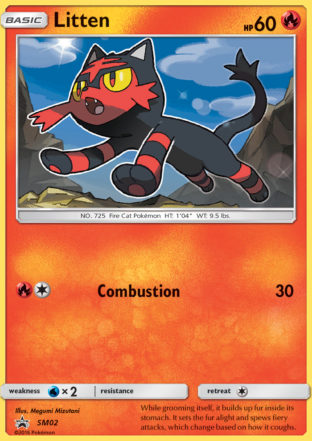 BASIC Litten HP 60
NO. 725 Fire Cat Pokémon HT: 1'04" WT: 9.5 lbs.
Combustion 30
weakness ×2 resistance retreat
Illus. Megumi Mizutani
SM02
©2016 Pokémon
While grooming itself, it builds up fur inside its
stomach. It sets the fur alight and spews fiery
attacks, which change based on how it coughs.